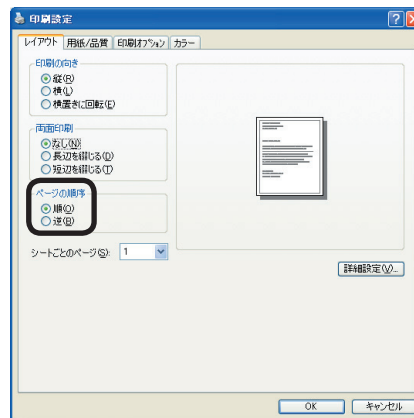 印刷設定
レイアウト 用紙/品質 印刷オプション カラー
印刷の向き
縦(R)
横(L)
横置きに回転(E)
両面印刷
なし(N)
長辺を綴じる(D)
短辺を綴じる(T)
ページの順序
順(O)
逆(B)
シートごとのページ(S): 1
詳細設定(V)...
OK キャンセル